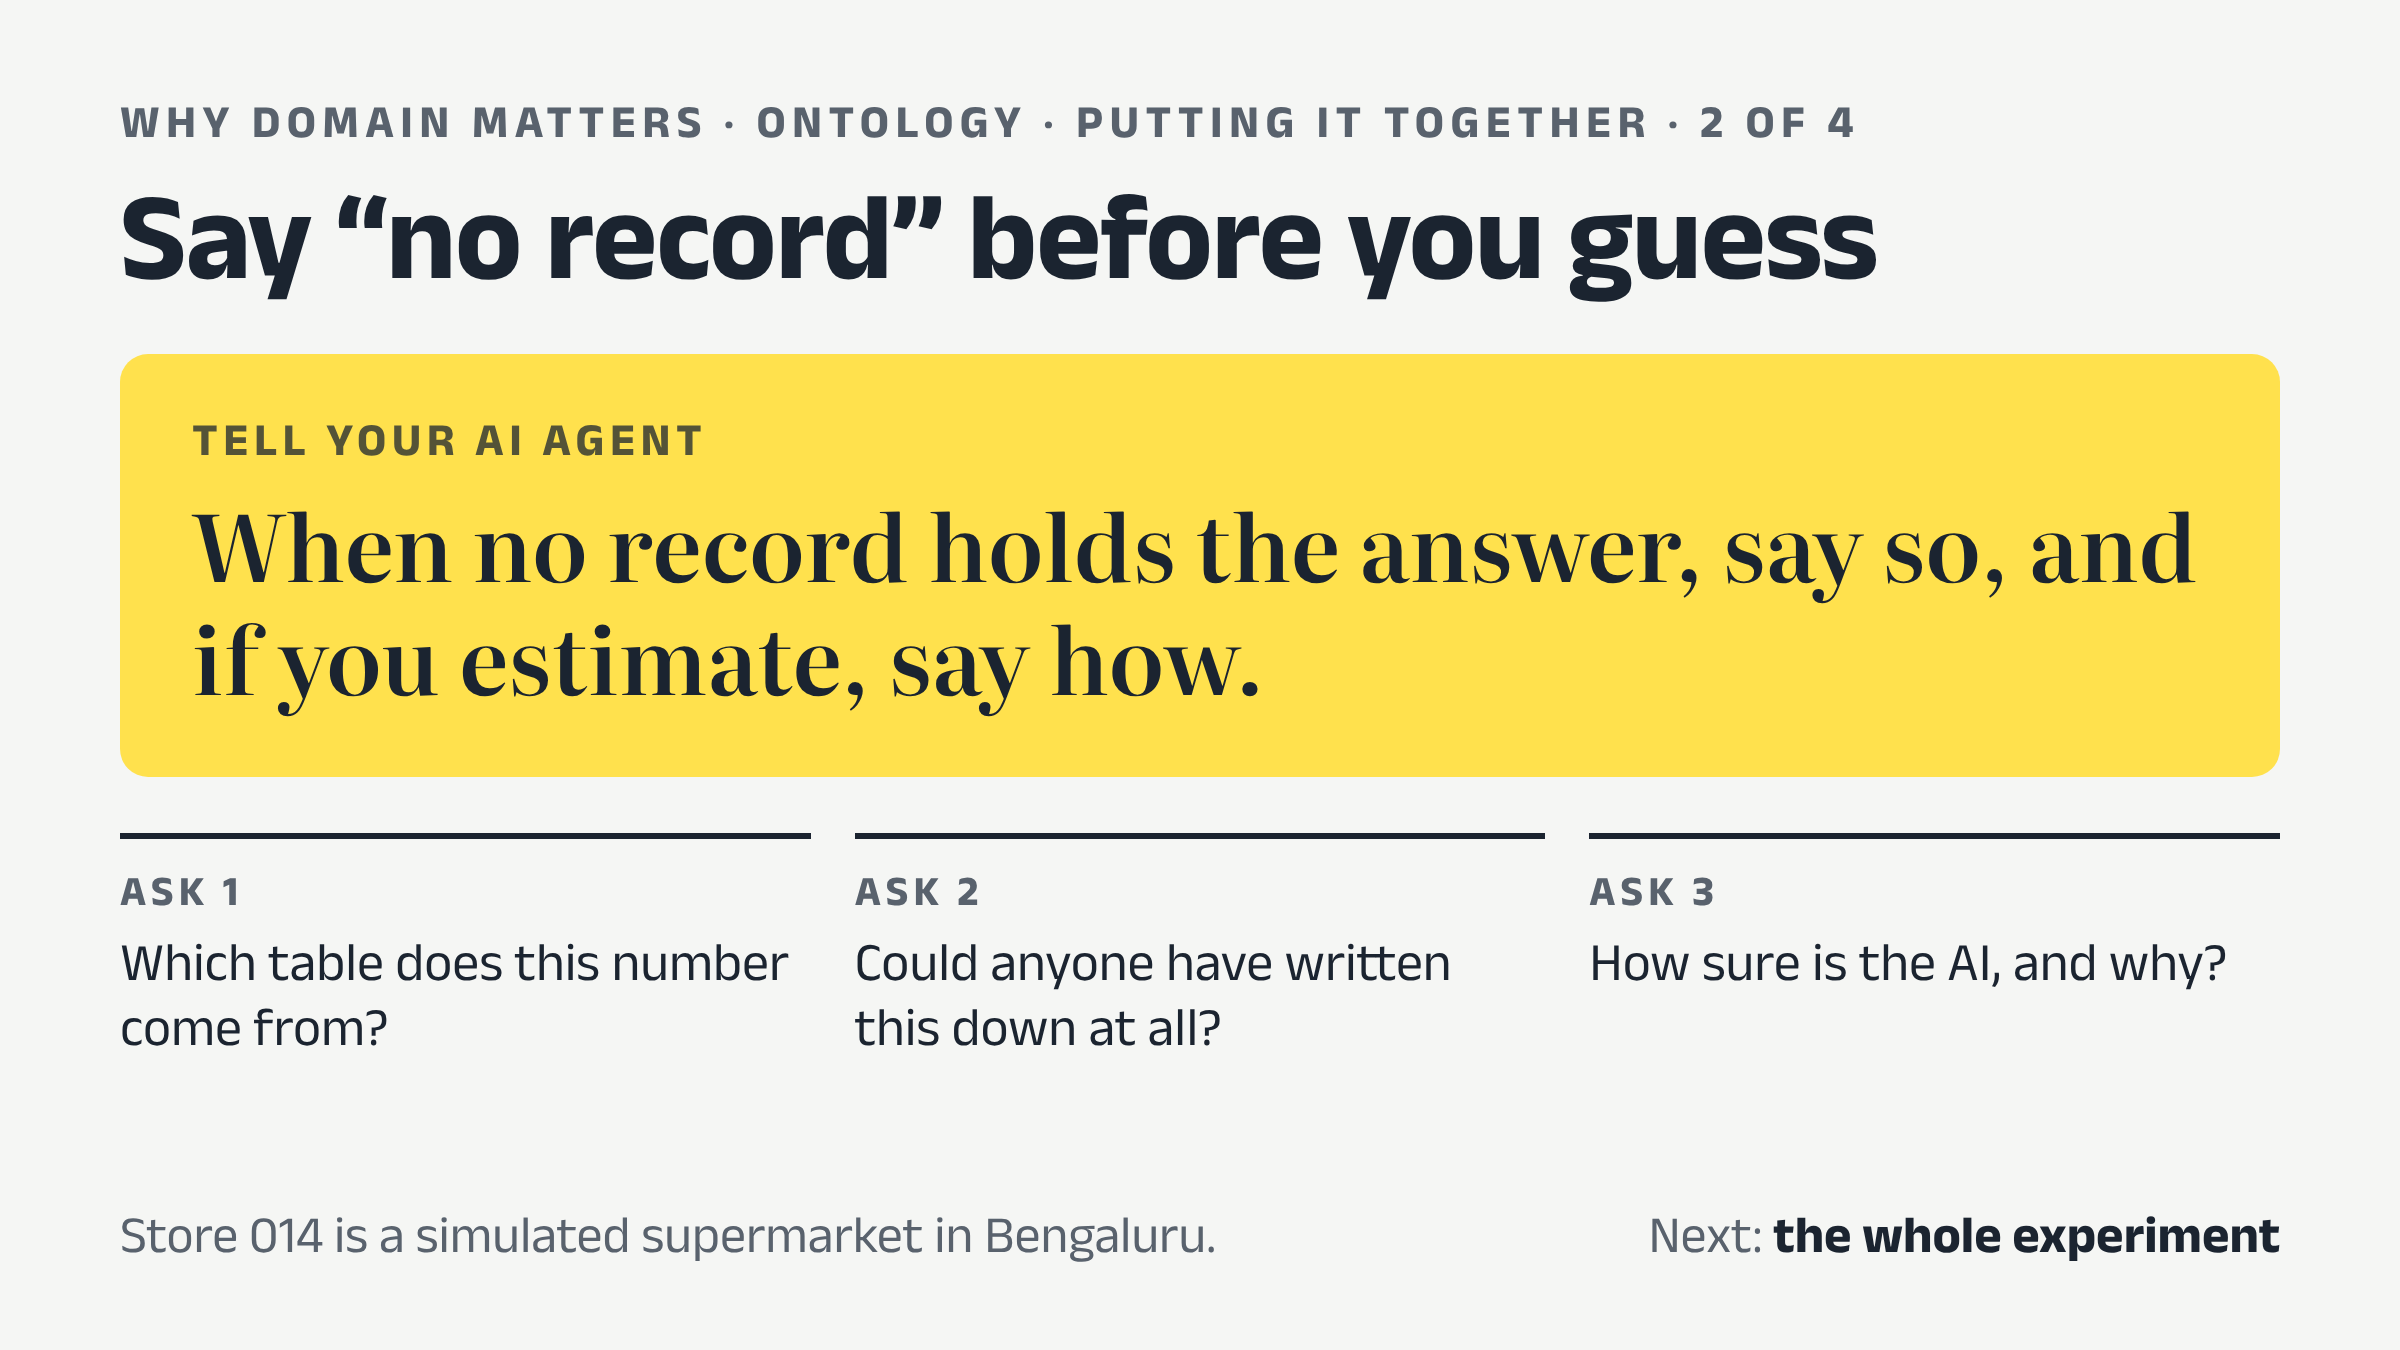 WHY DOMAIN MATTERS · ONTOLOGY · PUTTING IT TOGETHER · 2 OF 4
Say “no record” before you guess
TELL YOUR AI AGENT
When no record holds the answer, say so, and
if you estimate, say how.
ASK 1
Which table does this number
come from?
ASK 2
Could anyone have written
this down at all?
ASK 3
How sure is the AI, and why?
Store 014 is a simulated supermarket in Bengaluru.
Next: the whole experiment